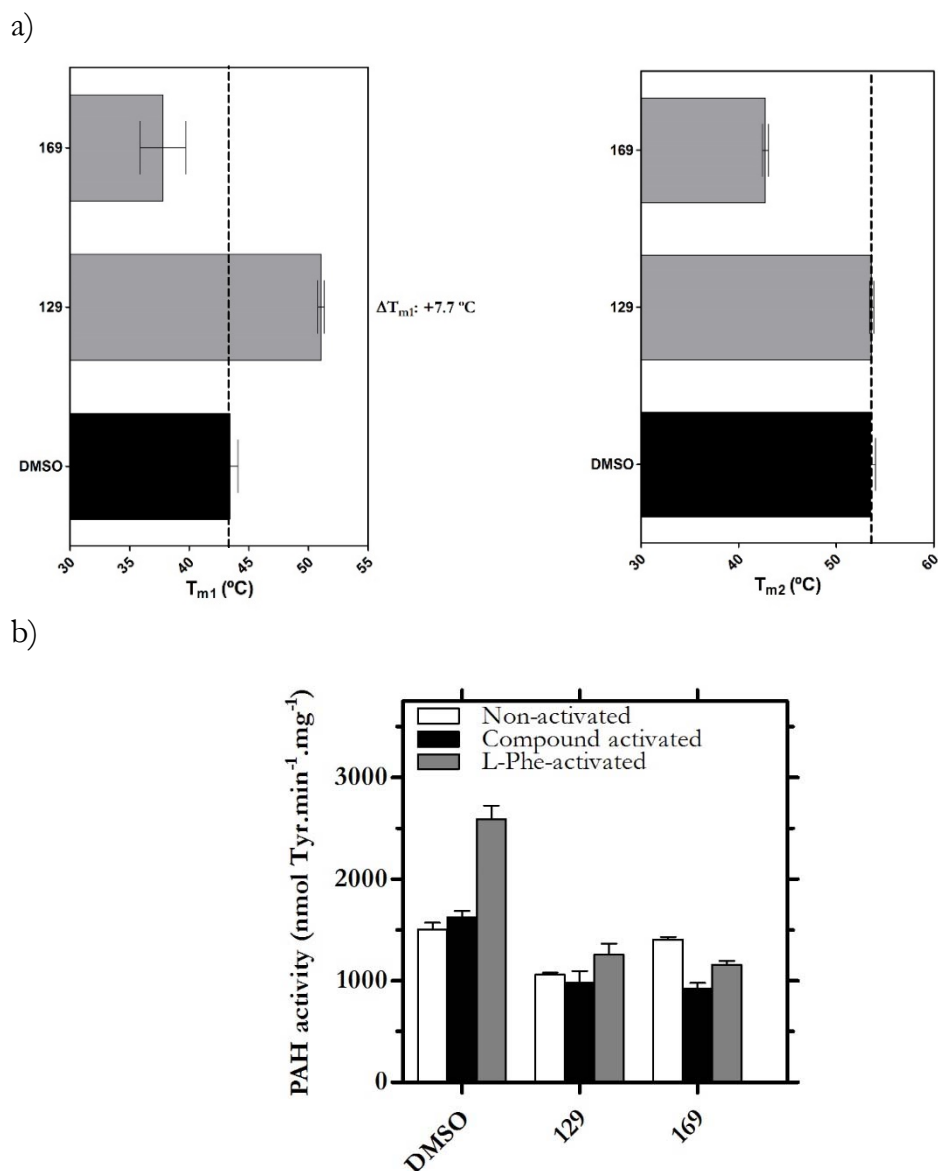 a)
169
129
DMSO
30
35
40
45
50
55
Tm1 (ºC)
ΔTm1: +7.7 ºC
169
129
DMSO
30
40
50
60
Tm2 (ºC)
b)
PAH activity (nmol Tyr.min⁻¹.mg⁻¹)
3000
2000
1000
0
Non-activated
Compound activated
L-Phe-activated
DMSO
129
169